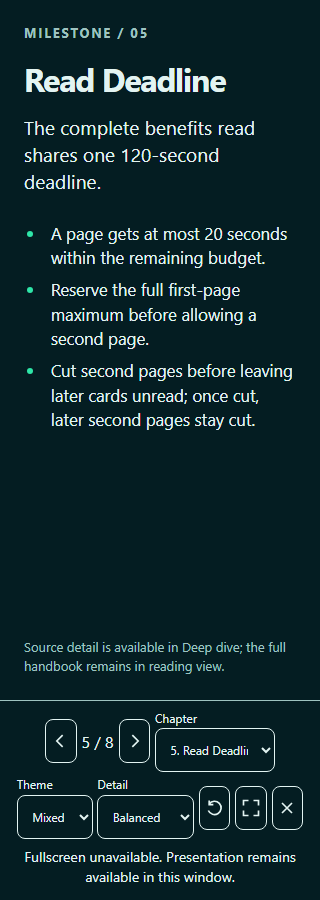 MILESTONE / 05
Read Deadline
The complete benefits read
shares one 120-second
deadline.
A page gets at most 20 seconds
within the remaining budget.
Reserve the full first-page
maximum before allowing a
second page.
Cut second pages before leaving
later cards unread; once cut,
later second pages stay cut.
Source detail is available in Deep dive; the full
handbook remains in reading view.
Chapter
5 / 8
5. Read Deadli
Theme
Detail
Mixed
Balanced
Fullscreen unavailable. Presentation remains
available in this window.